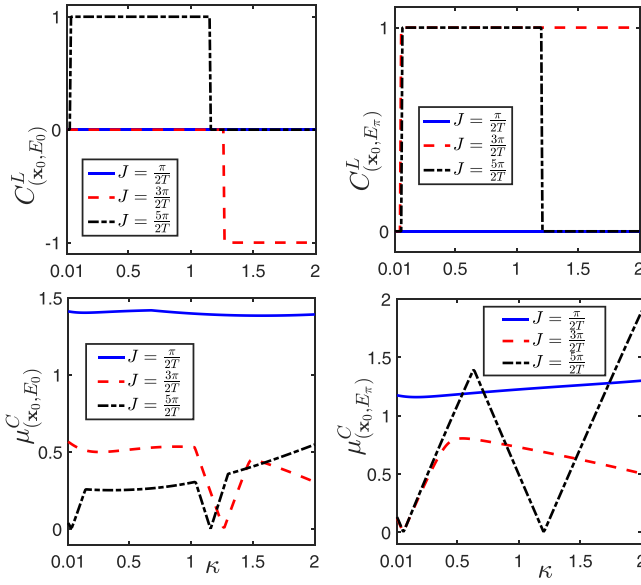 1
0
-1
C^L_(x_0, E_0)
J = π/2T
J = 3π/2T
J = 5π/2T
0.01 0.5 1 1.5 2
1
0
C^L_(x_0, E_π)
J = π/2T
J = 3π/2T
J = 5π/2T
0.01 0.5 1 1.5 2
1.5
1
0.5
0
μ^C_(x_0, E_0)
J = π/2T
J = 3π/2T
J = 5π/2T
0.01 0.5 1 1.5 2
κ
2
1.5
1
0.5
0
μ^C_(x_0, E_π)
J = π/2T
J = 3π/2T
J = 5π/2T
0.01 0.5 1 1.5 2
κ